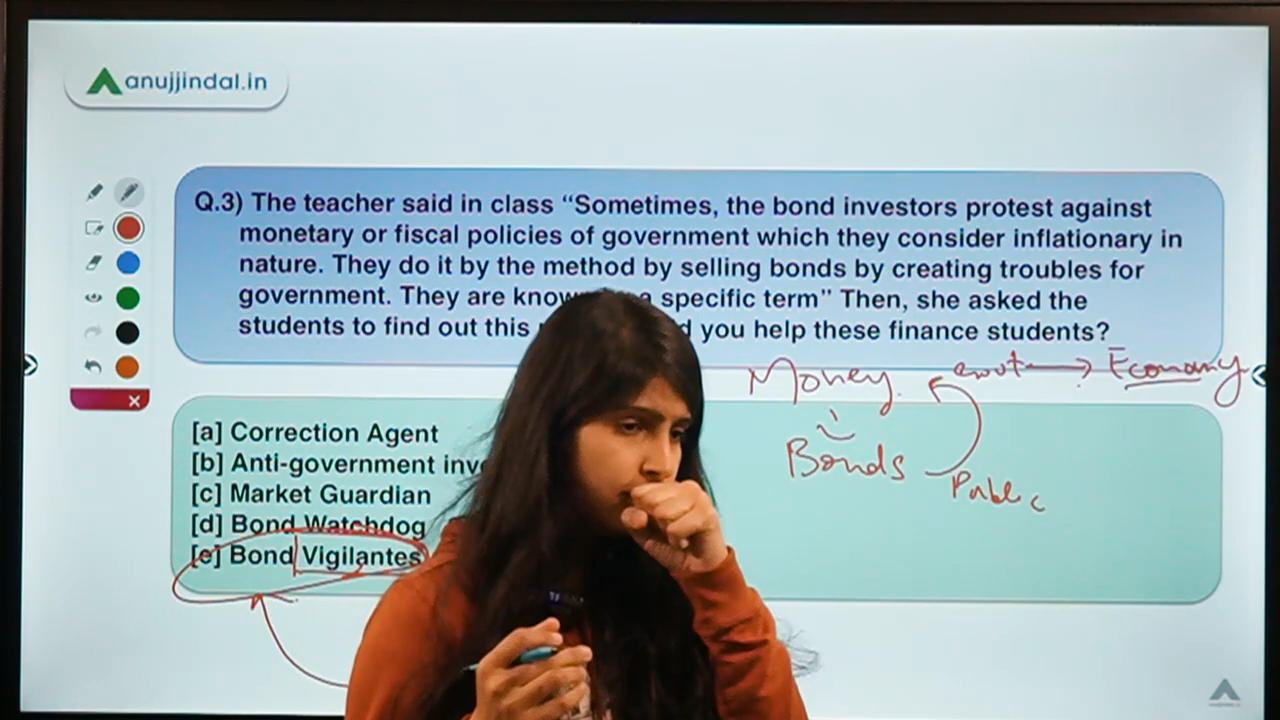 anujjindal.in
Q.3) The teacher said in class “Sometimes, the bond investors protest against
monetary or fiscal policies of government which they consider inflationary in
nature. They do it by the method by selling bonds by creating troubles for
government. They are know specific term” Then, she asked the
students to find out this you help these finance students?
Money govt → Economy
[a] Correction Agent
[b] Anti-government inve
Bonds
[c] Market Guardian
Public
[d] Bond Watchdog
[e] Bond Vigilantes